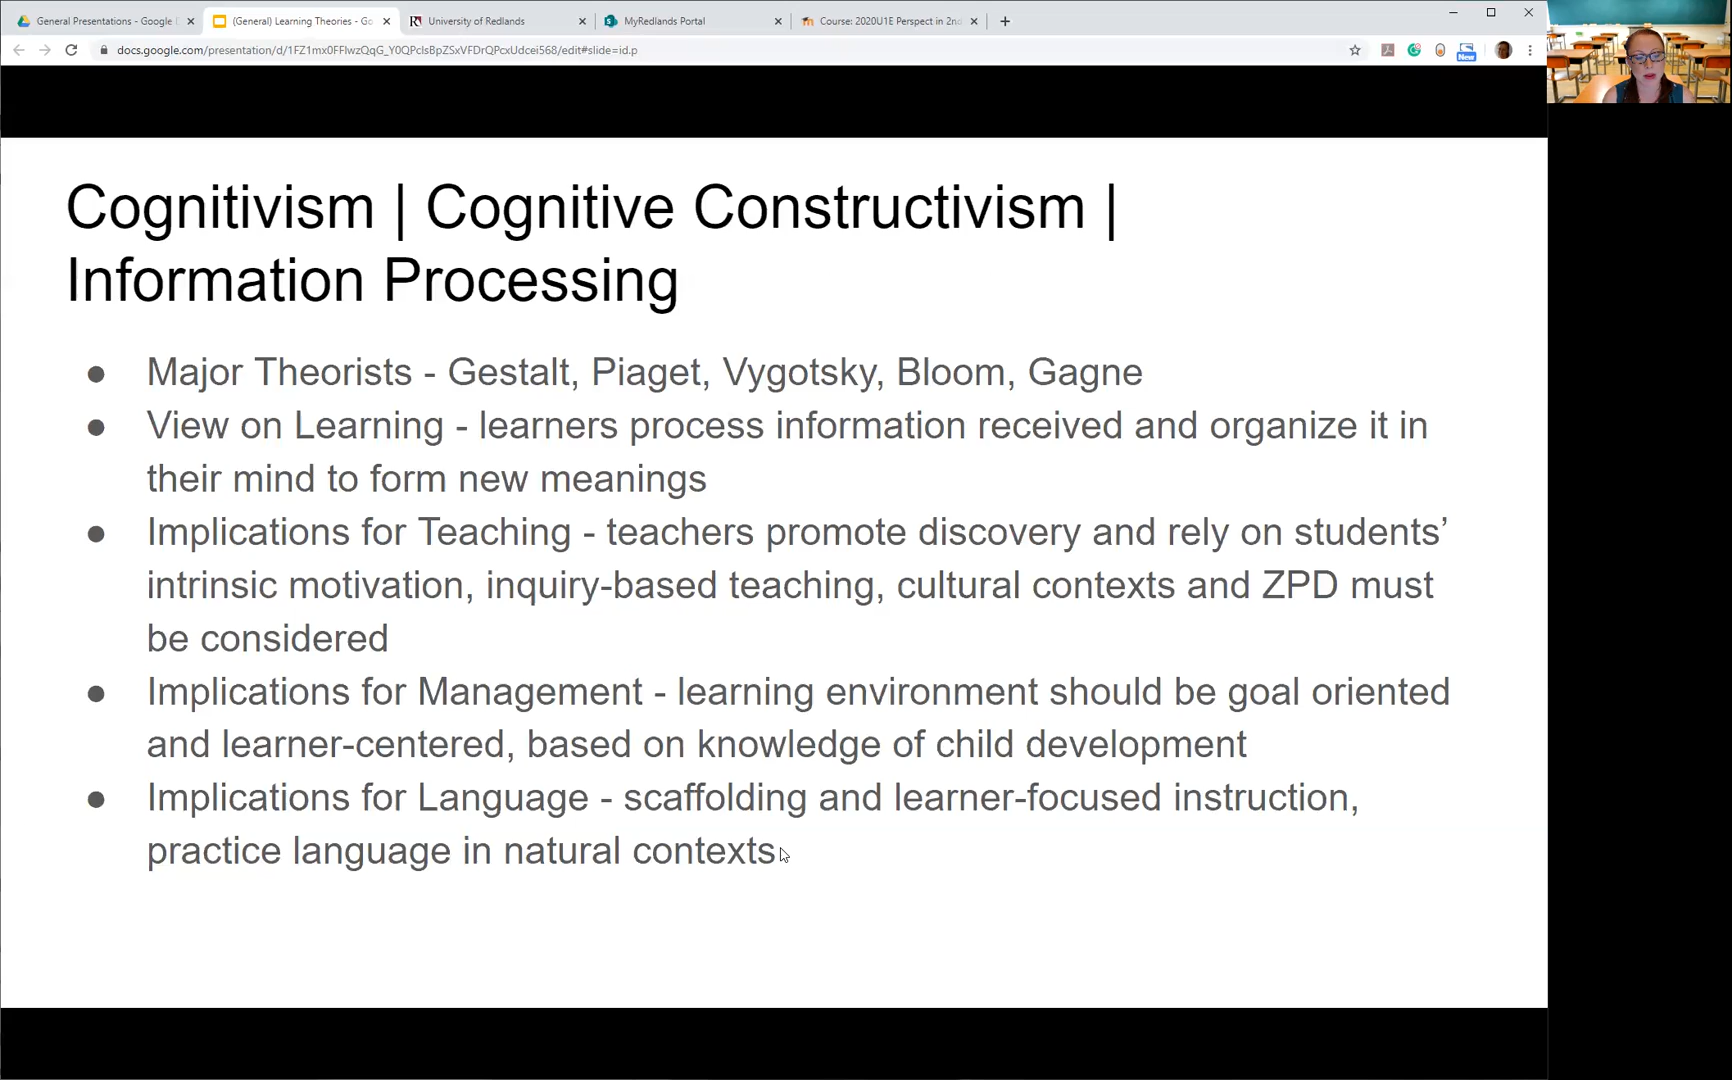 General Presentations - Google
(General) Learning Theories - Go
University of Redlands
MyRedlands Portal
Course: 2020U1E Perspect in 2nd
docs.google.com/presentation/d/1FZ1mx0FFlwzQqG_Y0QPclsBpZSxVFDrQPcxUdcei568/edit#slide=id.p
New
Cognitivism | Cognitive Constructivism |
Information Processing
● Major Theorists - Gestalt, Piaget, Vygotsky, Bloom, Gagne
● View on Learning - learners process information received and organize it in
their mind to form new meanings
● Implications for Teaching - teachers promote discovery and rely on students’
intrinsic motivation, inquiry-based teaching, cultural contexts and ZPD must
be considered
● Implications for Management - learning environment should be goal oriented
and learner-centered, based on knowledge of child development
● Implications for Language - scaffolding and learner-focused instruction,
practice language in natural contexts